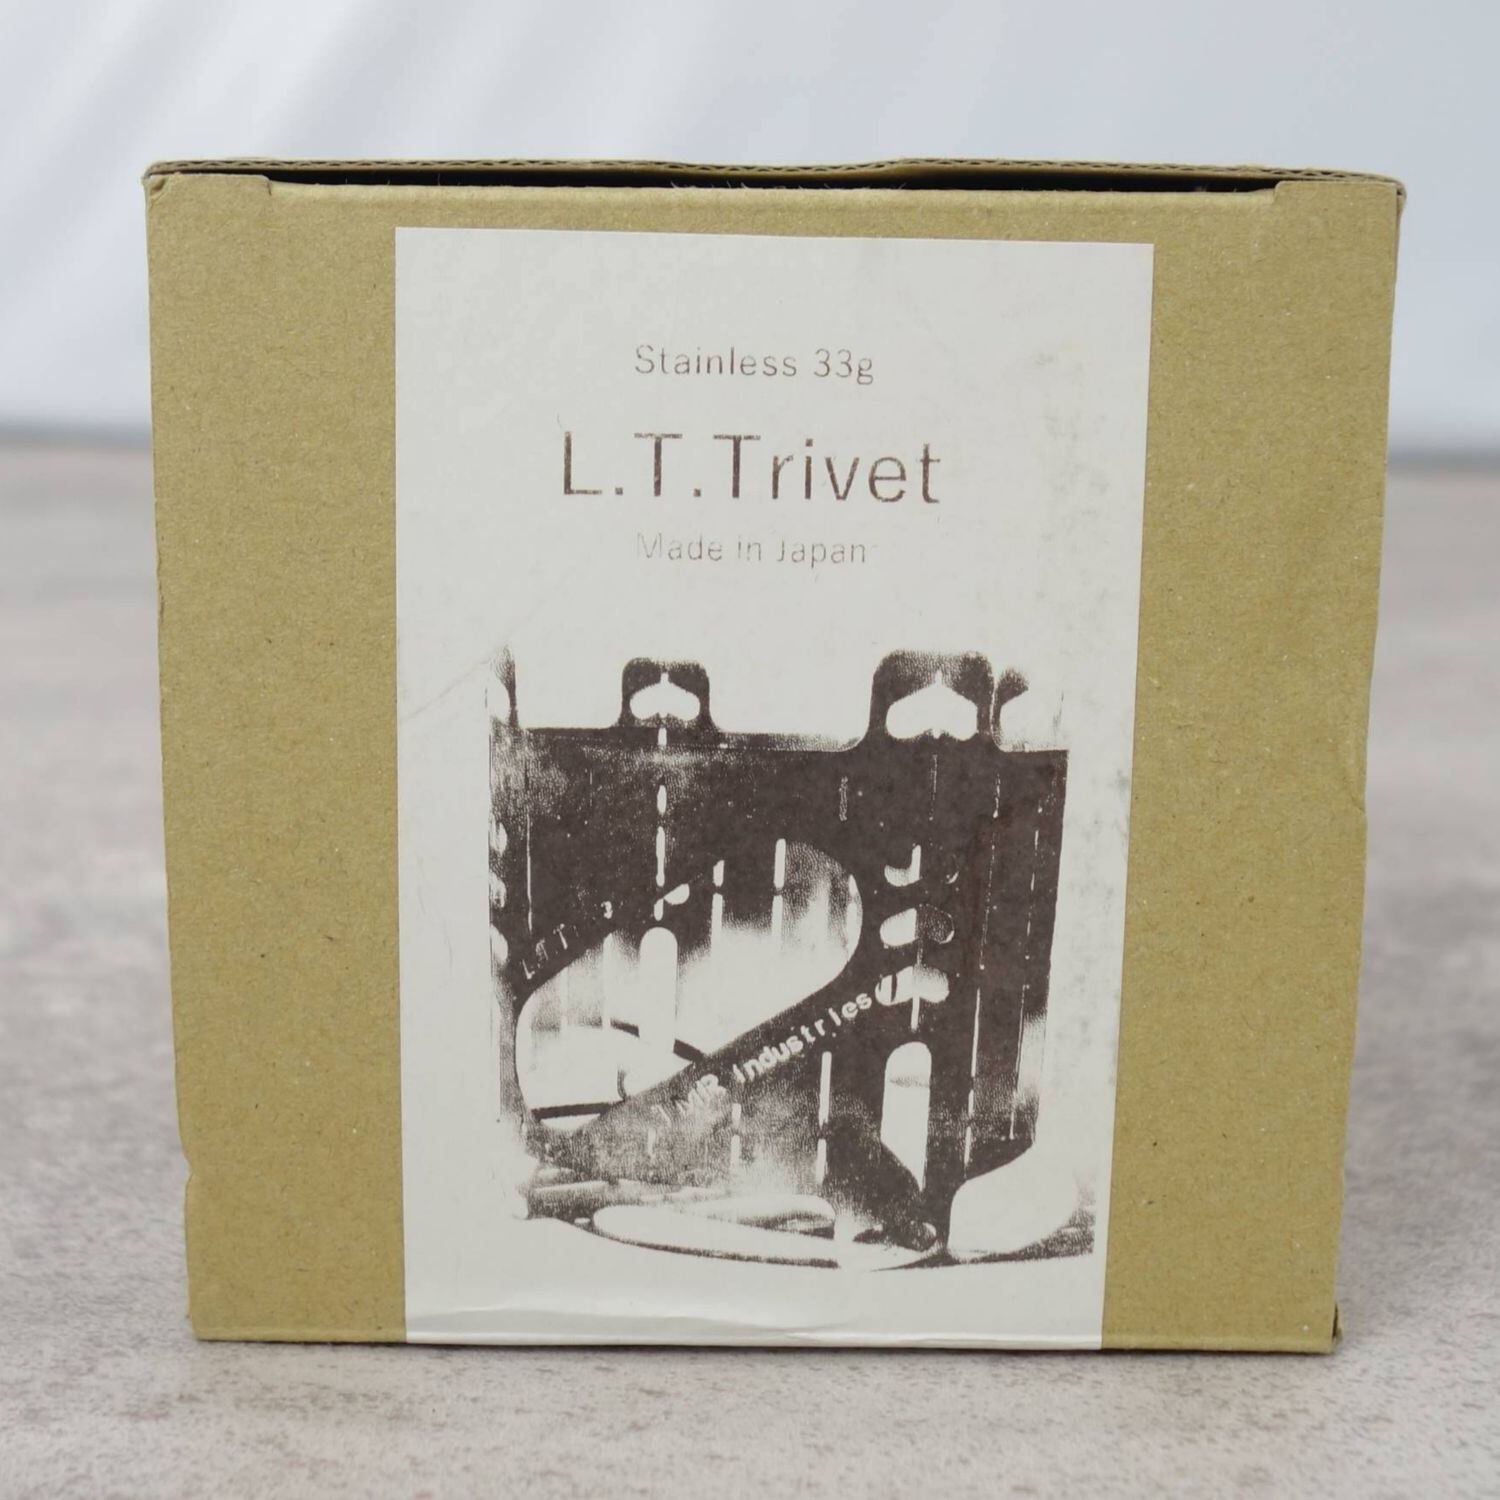 Stainless 33g
L.T.Trivet
Made in Japan
Industries